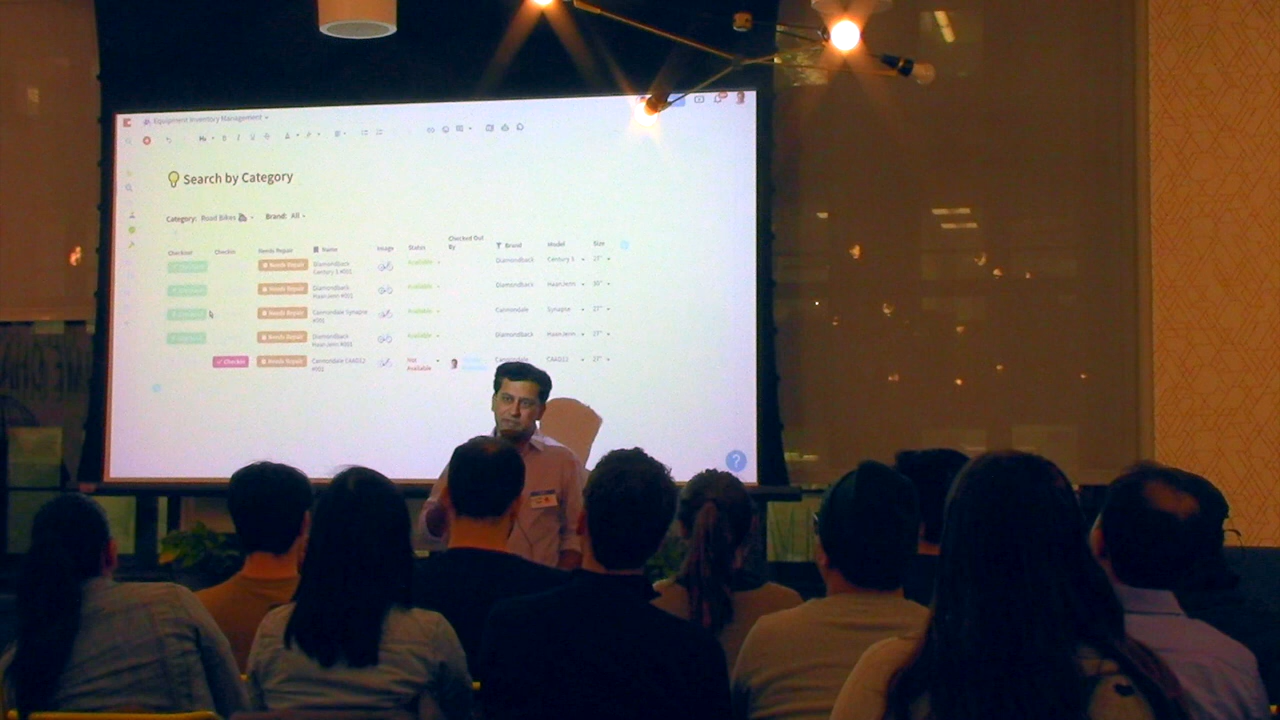 Equipment Inventory Management
Search by Category
Category: Road Bikes Brand: All
Checkout Checkin Needs Repair Name Image Status Checked Out By Brand Model Size
Needs Repair Diamondback Century 1 #001 Available Diamondback Century 1
Needs Repair Diamondback Haanjenn #001 Available Diamondback Haanjenn
Needs Repair Cannondale Synapse #001 Available Cannondale Synapse 27"
Needs Repair Diamondback Haanjenn #001 Available Diamondback Haanjenn 27"
Checkin Needs Repair Cannondale CAAD12 #001 Not Available Cannondale CAAD12 27"
?